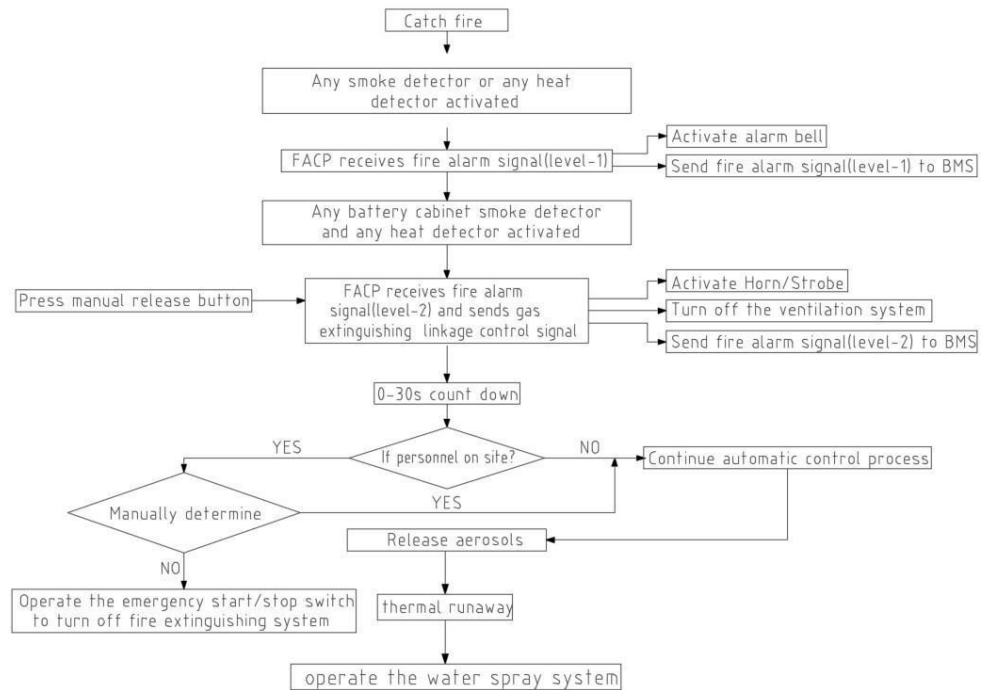 Catch fire
Any smoke detector or any heat
detector activated
Activate alarm bell
FACP receives fire alarm signal(level-1)
Send fire alarm signal(level-1) to BMS
Any battery cabinet smoke detector
and any heat detector activated
Press manual release button
FACP receives fire alarm
signal(level-2) and sends gas
extinguishing linkage control signal
Activate Horn/Strobe
Turn off the ventilation system
Send fire alarm signal(level-2) to BMS
0-30s count down
YES
If personnel on site?
NO
Continue automatic control process
Manually determine
YES
NO
Release aerosols
Operate the emergency start/stop switch
to turn off fire extinguishing system
thermal runaway
operate the water spray system